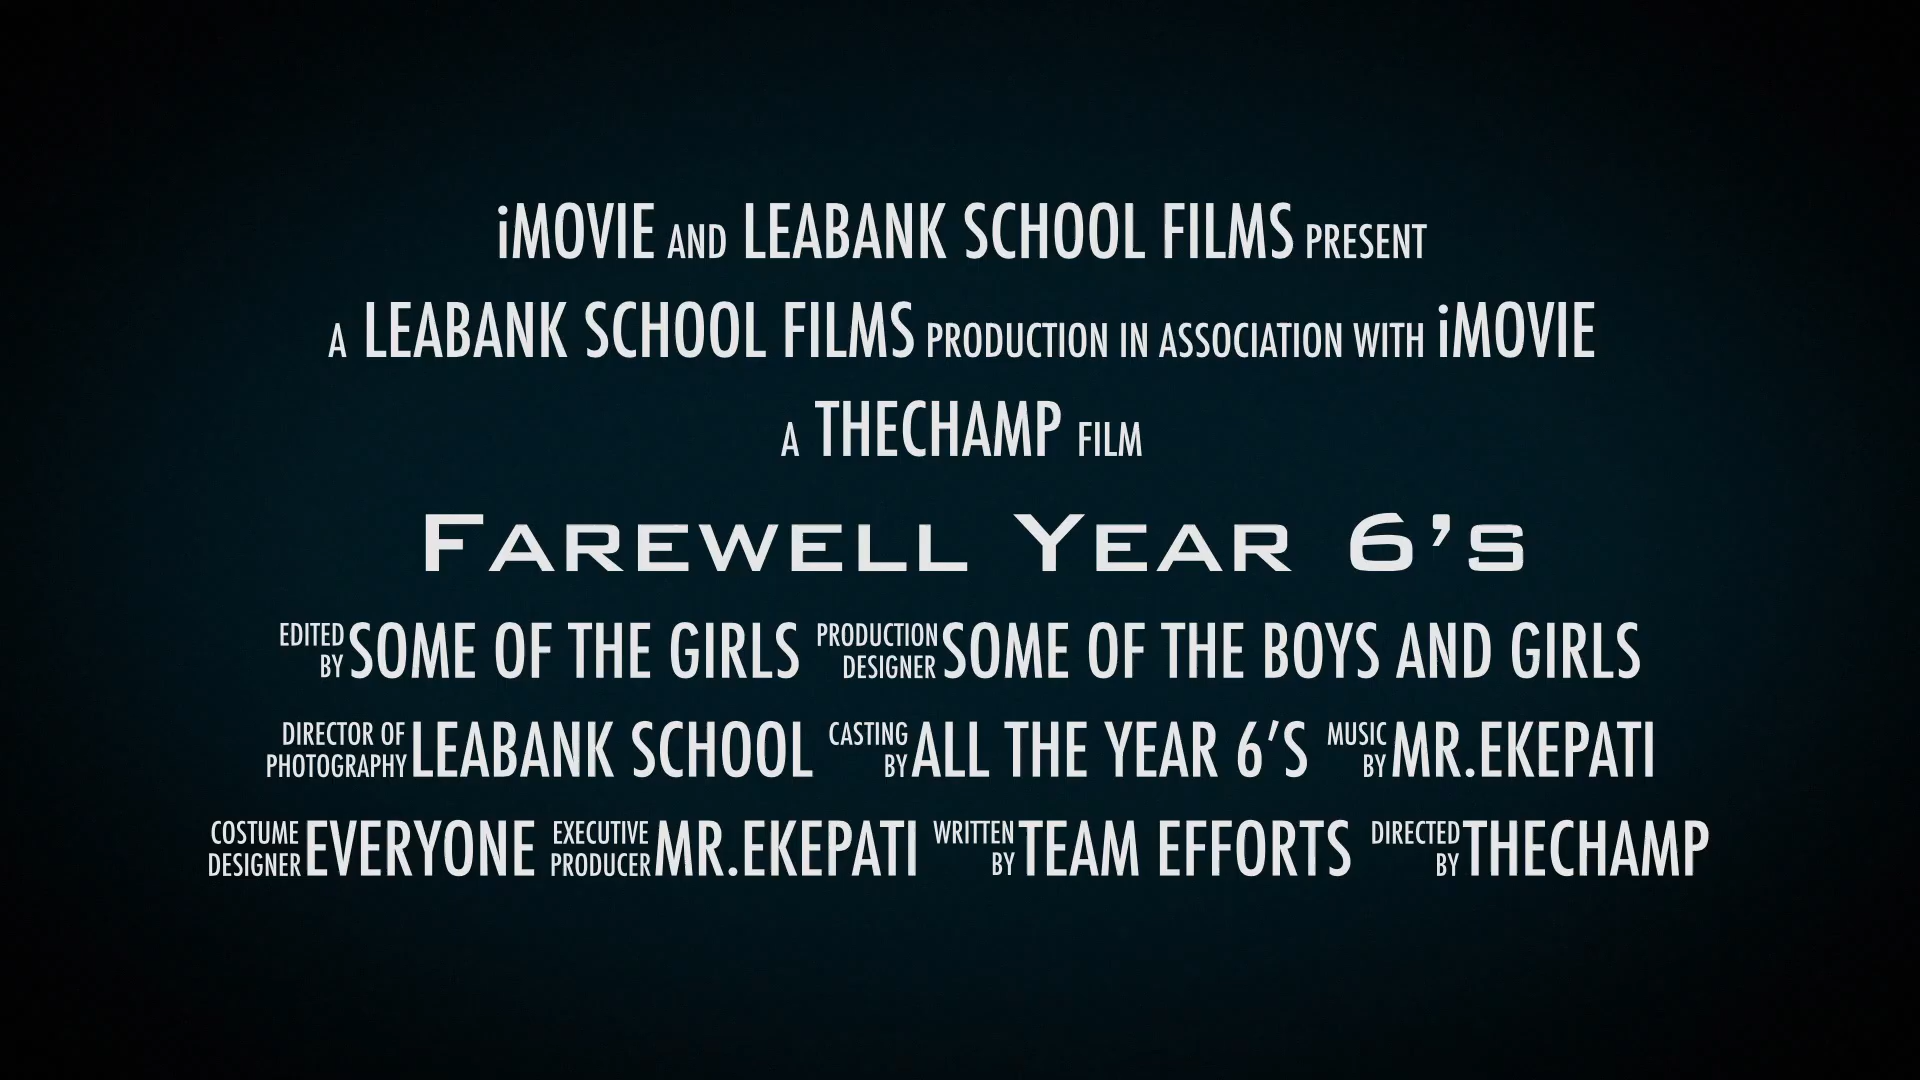 iMOVIE AND LEABANK SCHOOL FILMS PRESENT
A LEABANK SCHOOL FILMS PRODUCTION IN ASSOCIATION WITH iMOVIE
A THECHAMP FILM
FAREWELL YEAR 6'S
EDITED BY SOME OF THE GIRLS PRODUCTION DESIGNER SOME OF THE BOYS AND GIRLS
DIRECTOR OF PHOTOGRAPHY LEABANK SCHOOL CASTING BY ALL THE YEAR 6'S MUSIC BY MR.EKEPATI
COSTUME DESIGNER EVERYONE EXECUTIVE PRODUCER MR.EKEPATI WRITTEN BY TEAM EFFORTS DIRECTED BY THECHAMP